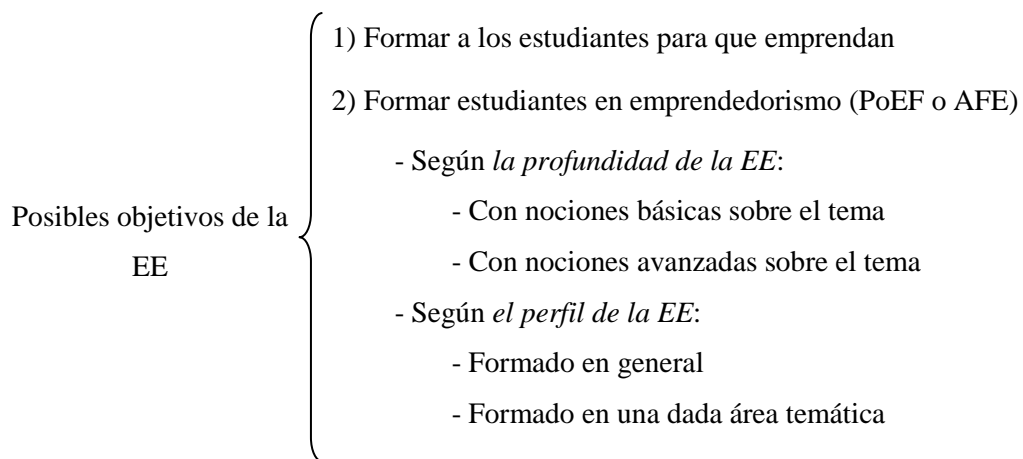 Posibles objetivos de la
EE
1) Formar a los estudiantes para que emprendan
2) Formar estudiantes en emprendedorismo (PoEF o AFE)
- Según la profundidad de la EE:
- Con nociones básicas sobre el tema
- Con nociones avanzadas sobre el tema
- Según el perfil de la EE:
- Formado en general
- Formado en una dada área temática